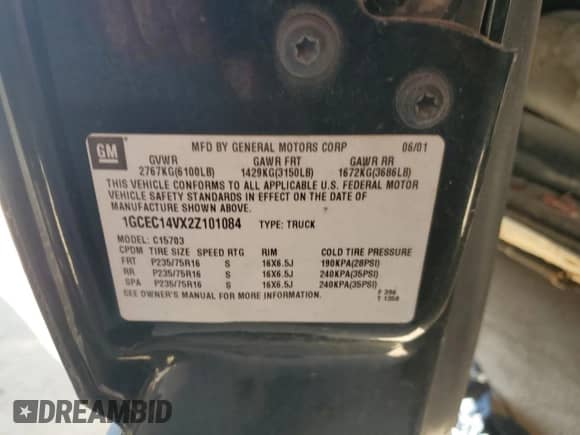 GM
MFD BY GENERAL MOTORS CORP 06/01
GVWR GAWR FRT GAWR RR
2767KG(6100LB) 1429KG(3150LB) 1672KG(3686LB)
THIS VEHICLE CONFORMS TO ALL APPLICABLE U.S. FEDERAL MOTOR
VEHICLE SAFETY STANDARDS IN EFFECT ON THE DATE OF
MANUFACTURE SHOWN ABOVE.
1GCEC14VX2Z101084 TYPE: TRUCK
MODEL: C15703
CPDM TIRE SIZE SPEED RTG RIM COLD TIRE PRESSURE
FRT P235/75R16 S 16X6.5J 190KPA(28PSI)
RR P235/75R16 S 16X6.5J 240KPA(35PSI)
SPA P235/75R16 S 16X6.5J 240KPA(35PSI)
SEE OWNER'S MANUAL FOR MORE INFORMATION.
F 396
T 1358
DREAMBID